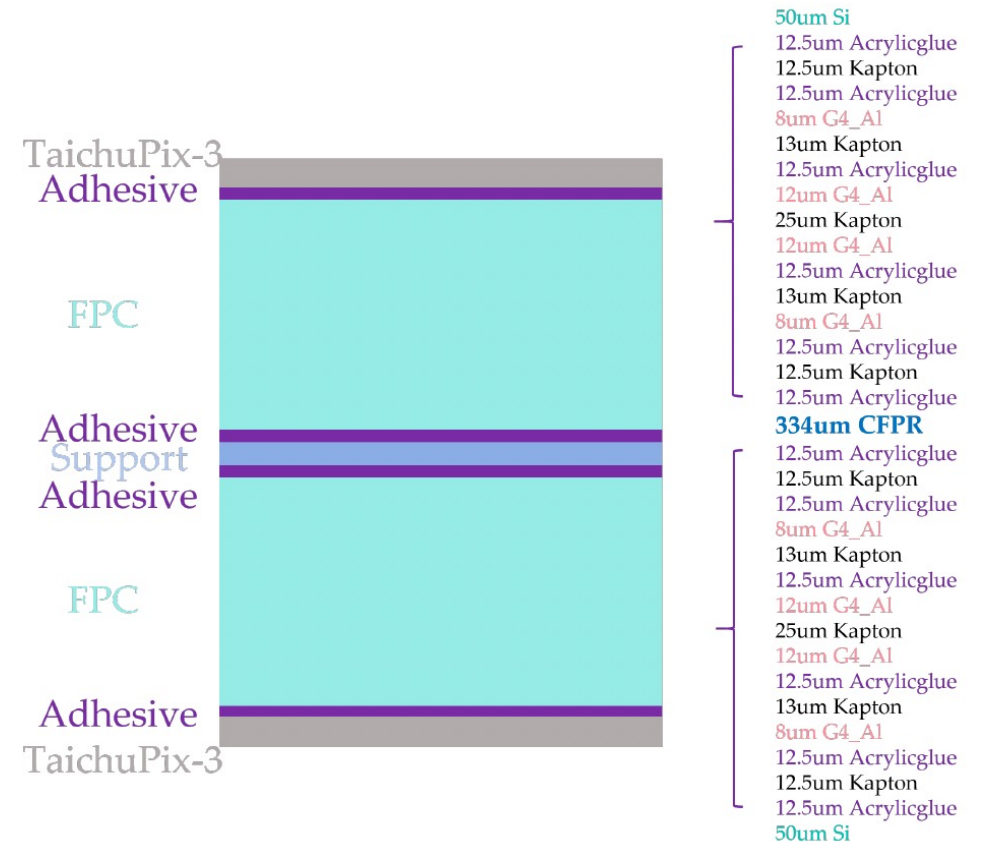 TaichuPix-3
Adhesive
FPC
Adhesive
Support
Adhesive
FPC
Adhesive
TaichuPix-3
50um Si
12.5um Acrylicglue
12.5um Kapton
12.5um Acrylicglue
8um G4_Al
13um Kapton
12.5um Acrylicglue
12um G4_Al
25um Kapton
12um G4_Al
12.5um Acrylicglue
13um Kapton
8um G4_Al
12.5um Acrylicglue
12.5um Kapton
12.5um Acrylicglue
334um CFPR
12.5um Acrylicglue
12.5um Kapton
12.5um Acrylicglue
8um G4_Al
13um Kapton
12.5um Acrylicglue
12um G4_Al
25um Kapton
12um G4_Al
12.5um Acrylicglue
13um Kapton
8um G4_Al
12.5um Acrylicglue
12.5um Kapton
12.5um Acrylicglue
50um Si